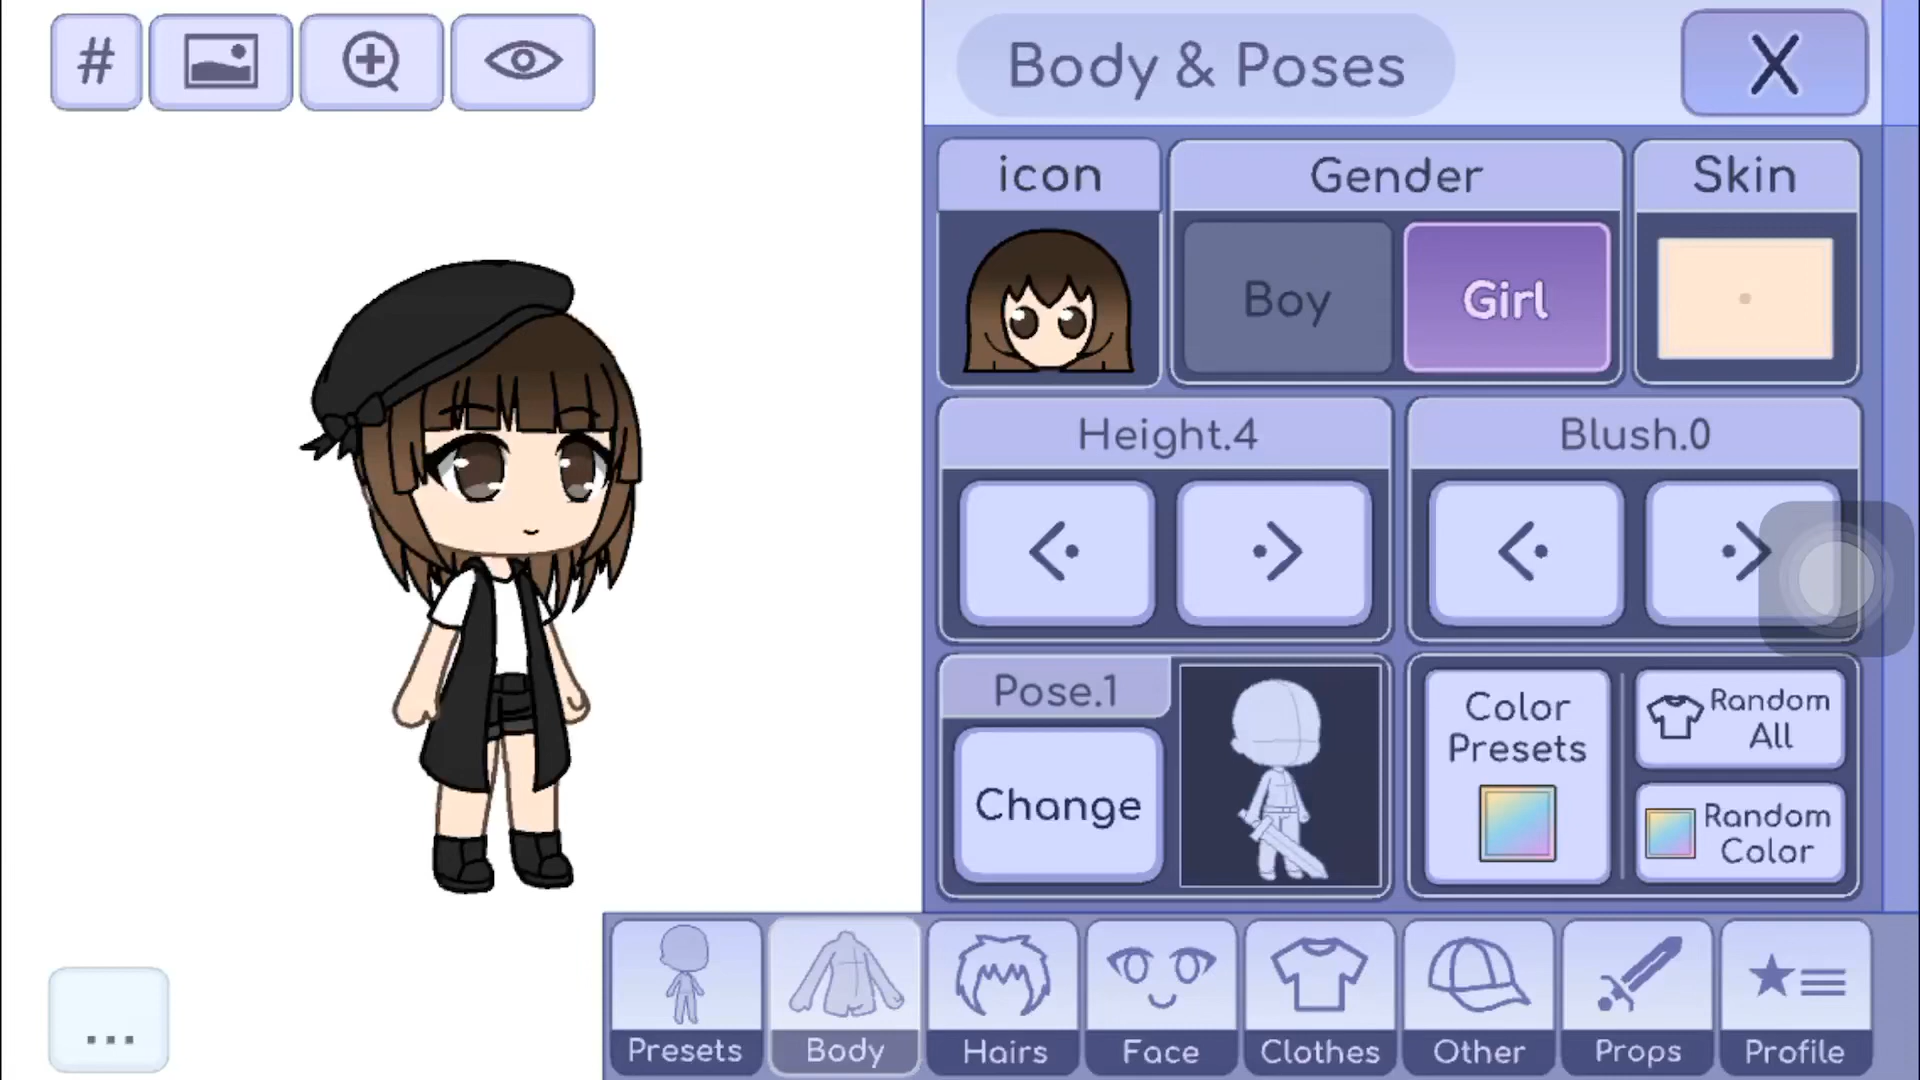 #
Body & Poses
X
icon
Gender
Skin
Boy
Girl
Height.4
Blush.0
Pose.1
Change
Color
Presets
Random
All
Random
Color
...
Presets
Body
Hairs
Face
Clothes
Other
Props
Profile